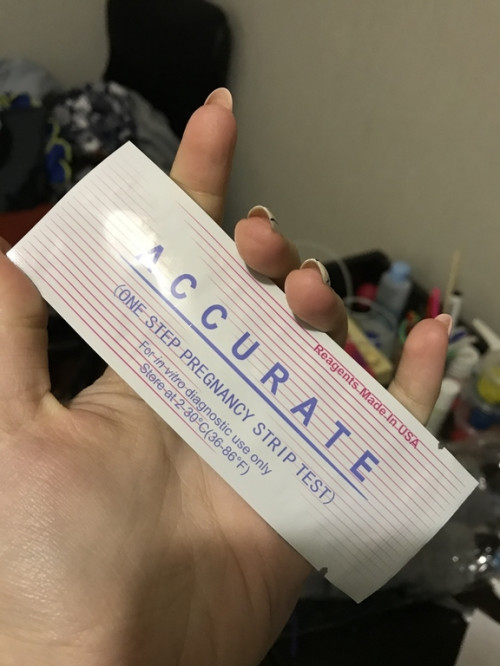 ACCURATE
(ONE STEP PREGNANCY STRIP TEST)
For in-vitro diagnostic use only
Store at 2-30°C(36-86°F)
Reagents Made In USA